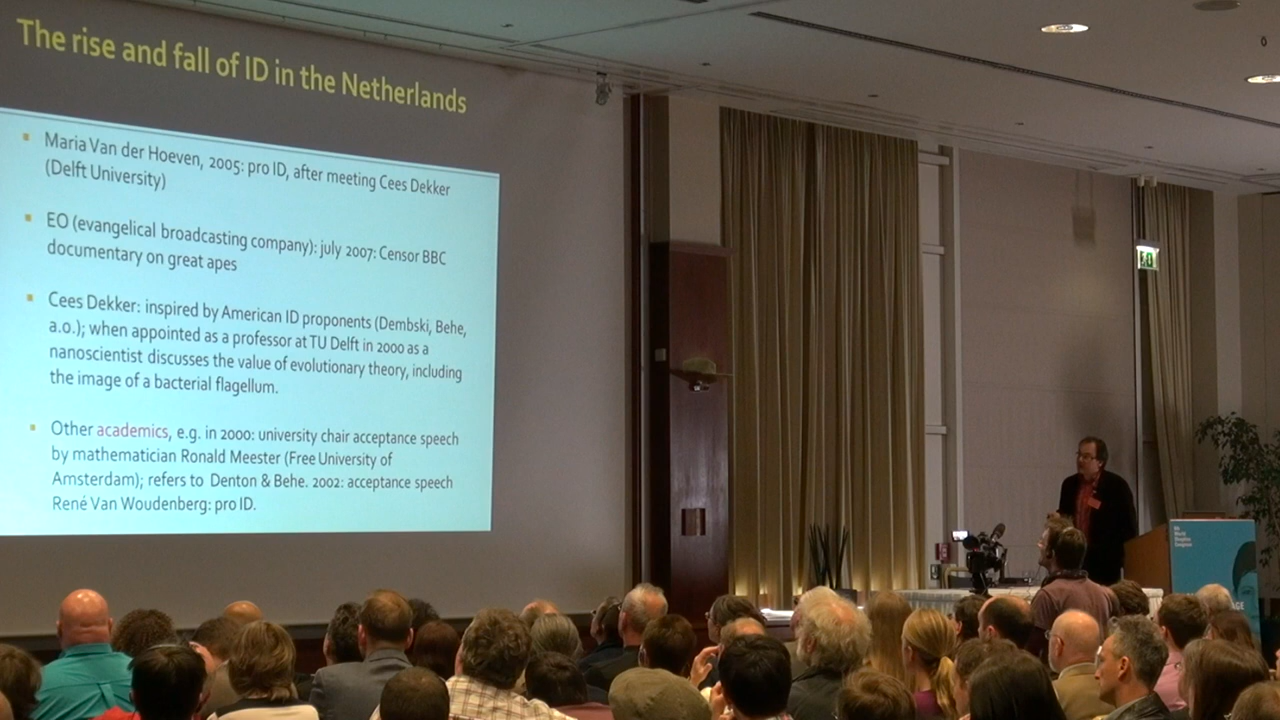 The rise and fall of ID in the Netherlands
Maria Van der Hoeven, 2005: pro ID, after meeting Cees Dekker
(Delft University)
EO (evangelical broadcasting company): july 2007: Censor BBC
documentary on great apes
Cees Dekker: inspired by American ID proponents (Dembski, Behe,
a.o.); when appointed as a professor at TU Delft in 2000 as a
nanoscientist discusses the value of evolutionary theory, including
the image of a bacterial flagellum.
Other academics, e.g. in 2000: university chair acceptance speech
by mathematician Ronald Meester (Free University of
Amsterdam); refers to Denton & Behe. 2002: acceptance speech
René Van Woudenberg: pro ID.
World
Skeptics
Congress